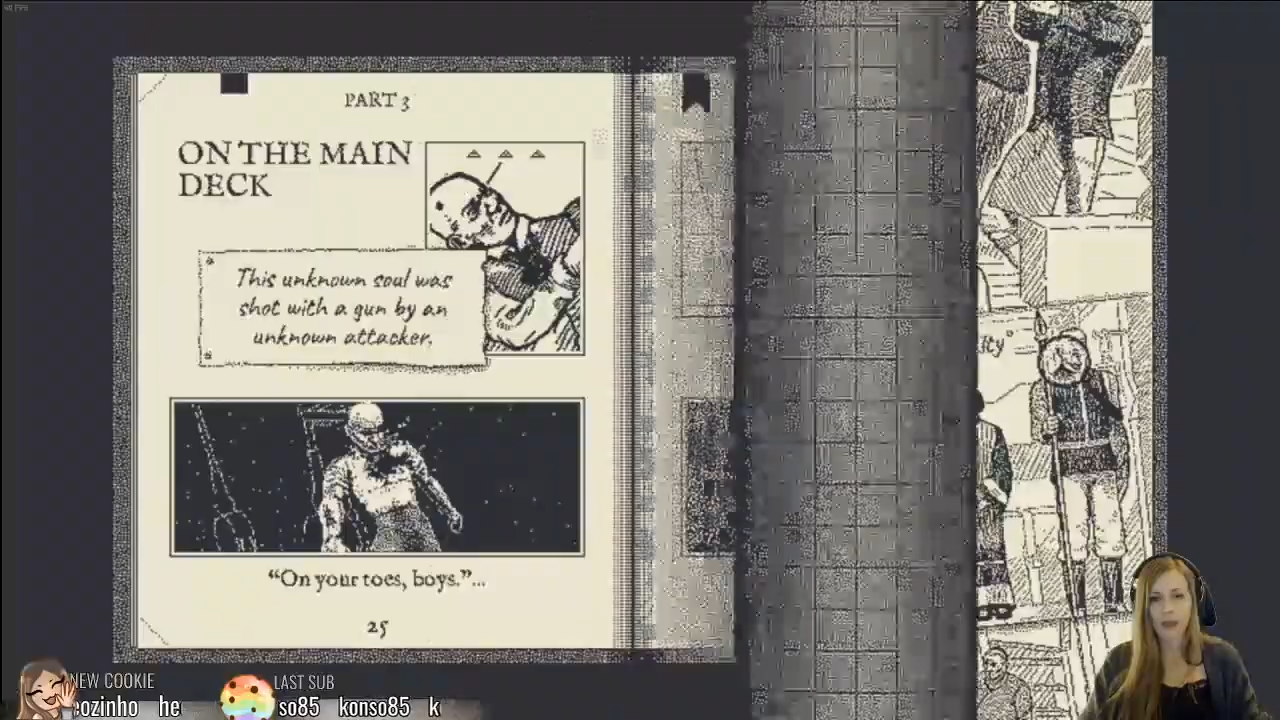 PART 3
ON THE MAIN
DECK
This unknown soul was
shot with a gun by an
unknown attacker.
"On your toes, boys."...
25
NEW COOKIE
LAST SUB
so85 konso85 k